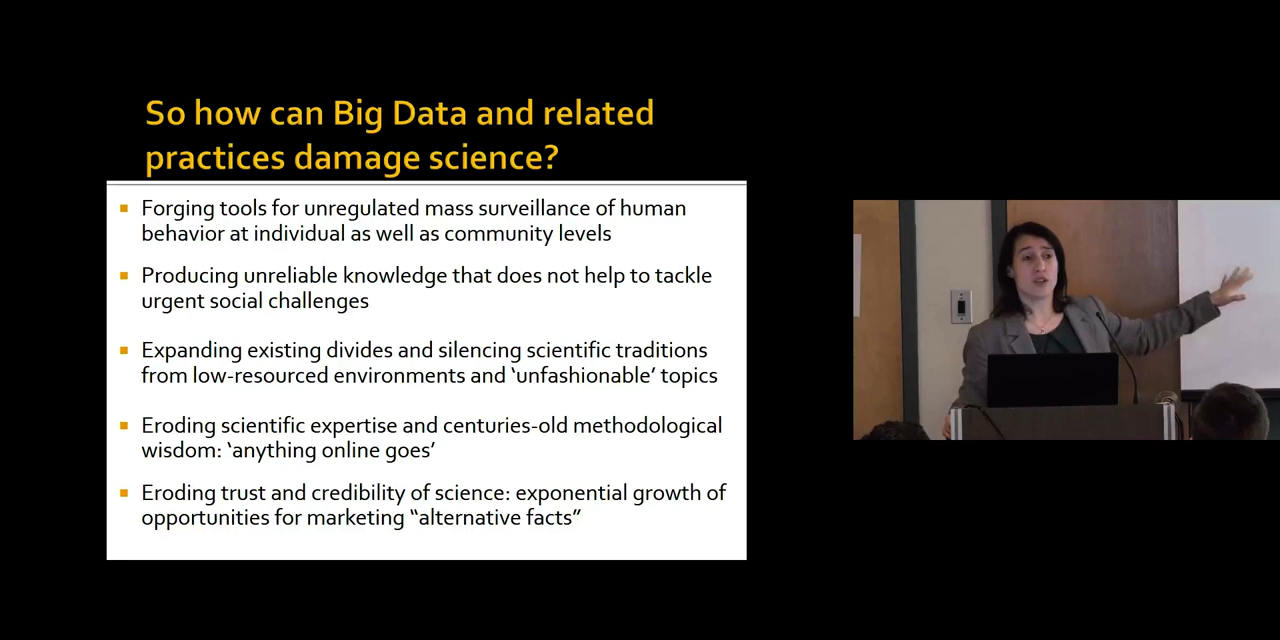 So how can Big Data and related
practices damage science?
Forging tools for unregulated mass surveillance of human
behavior at individual as well as community levels
Producing unreliable knowledge that does not help to tackle
urgent social challenges
Expanding existing divides and silencing scientific traditions
from low-resourced environments and ‘unfashionable’ topics
Eroding scientific expertise and centuries-old methodological
wisdom: ‘anything online goes’
Eroding trust and credibility of science: exponential growth of
opportunities for marketing “alternative facts”